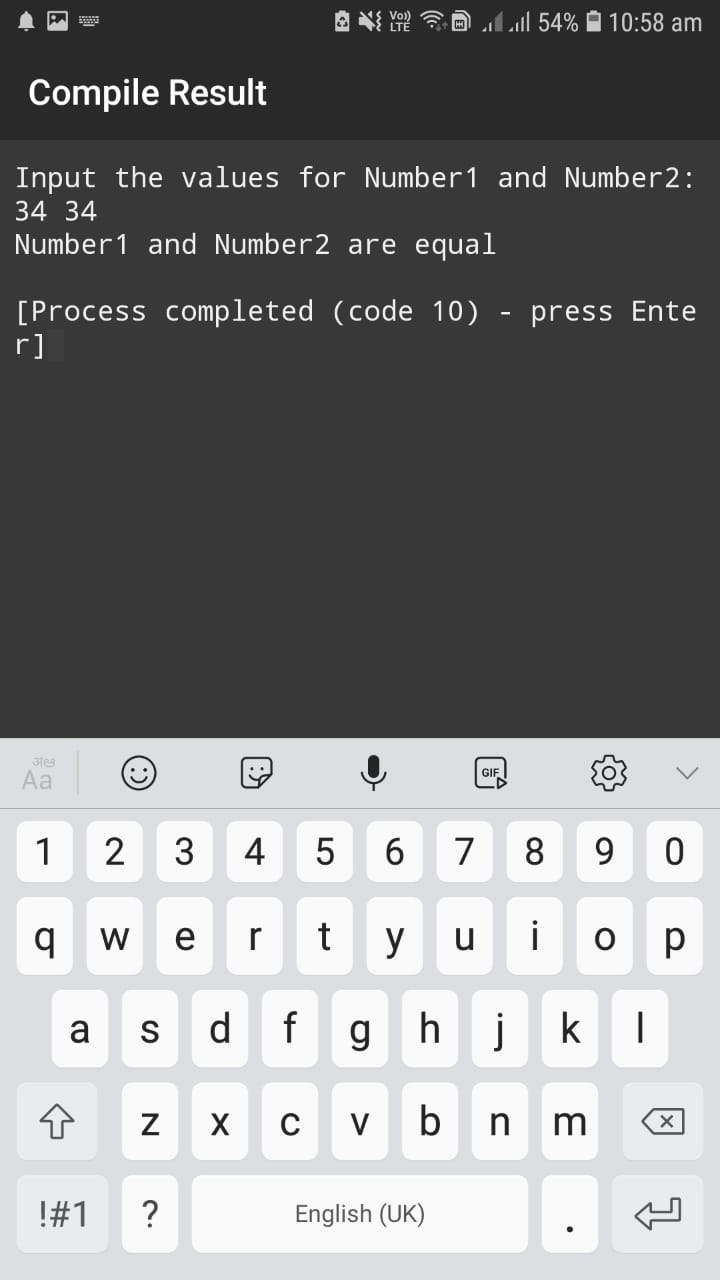 Vo)) LTE 54% 10:58 am
Compile Result
Input the values for Number1 and Number2:
34 34
Number1 and Number2 are equal
[Process completed (code 10) - press Ente
r]
Aa
GIF
1 2 3 4 5 6 7 8 9 0
q w e r t y u i o p
a s d f g h j k l
z x c v b n m
!#1 ? English (UK) .